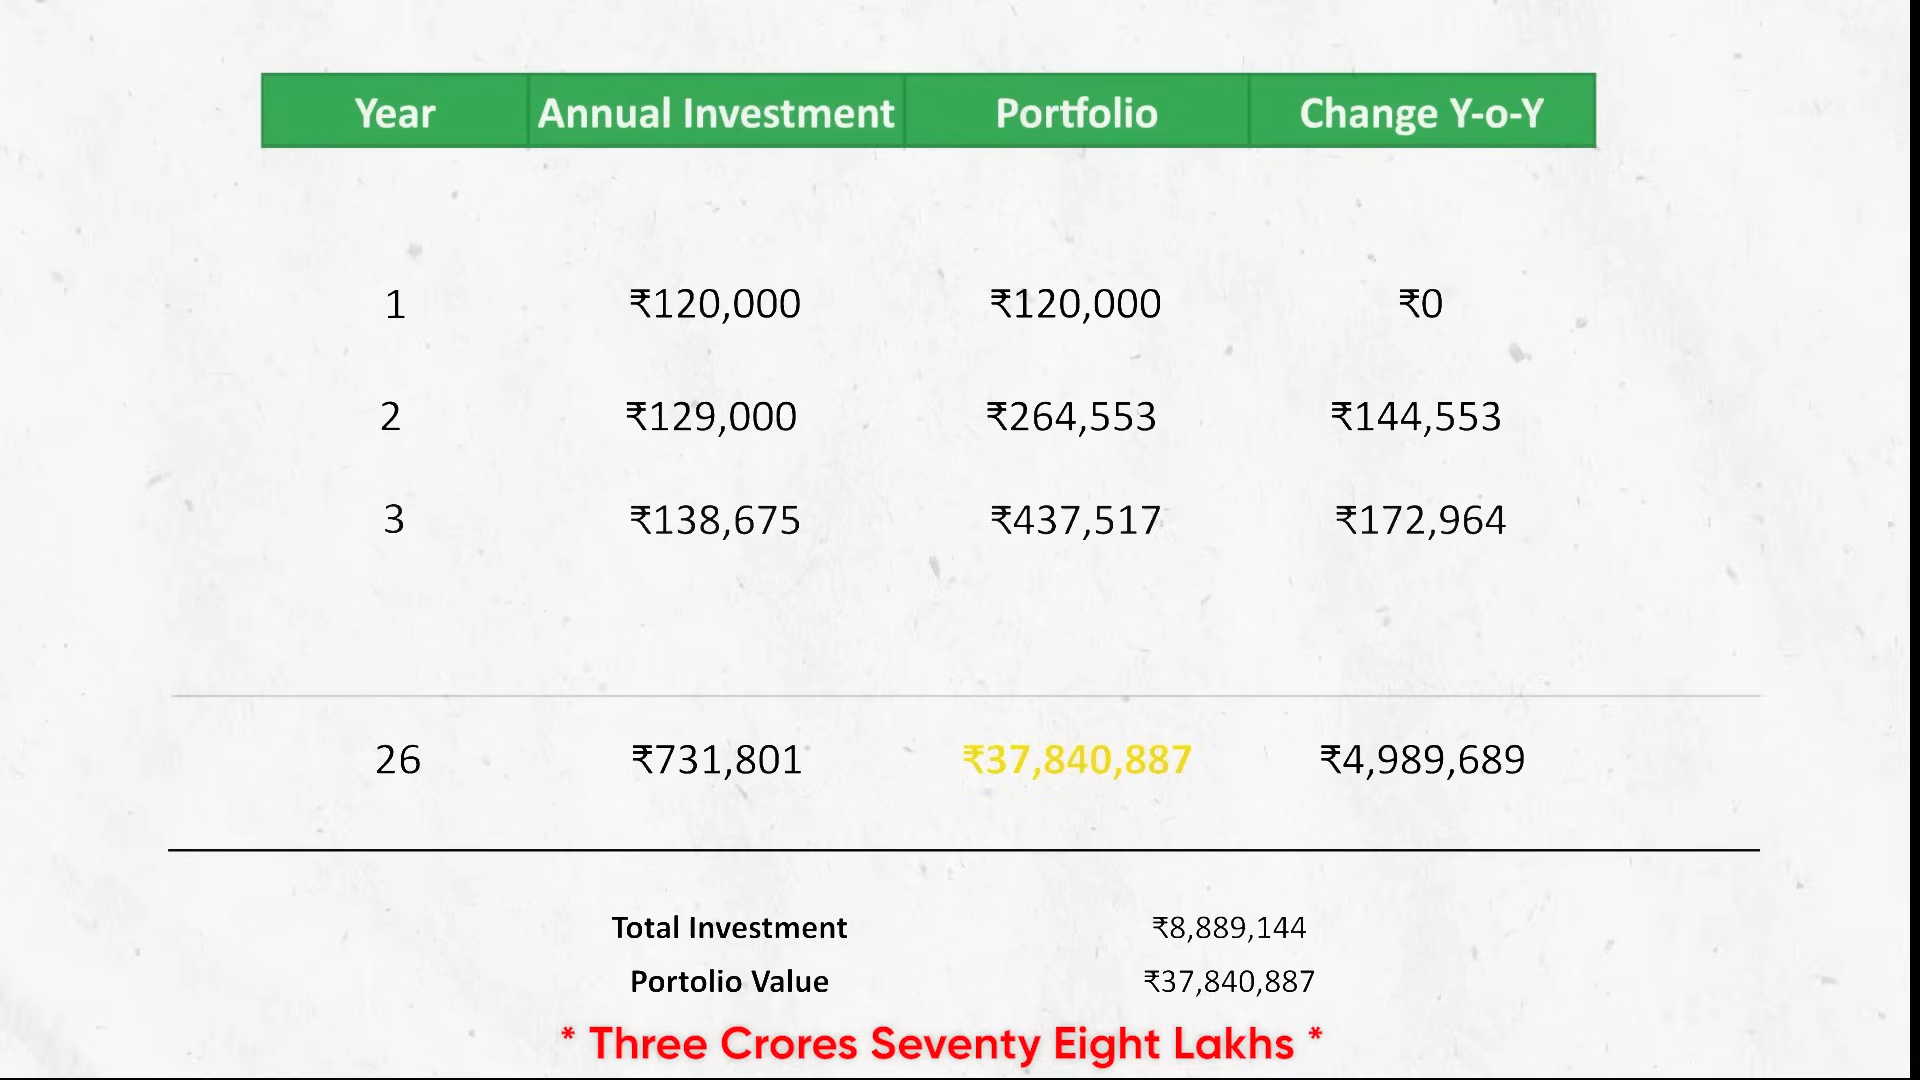 Year Annual Investment Portfolio Change Y-o-Y
1 ₹120,000 ₹120,000 ₹0
2 ₹129,000 ₹264,553 ₹144,553
3 ₹138,675 ₹437,517 ₹172,964
26 ₹731,801 ₹37,840,887 ₹4,989,689
Total Investment ₹8,889,144
Portolio Value ₹37,840,887
* Three Crores Seventy Eight Lakhs *